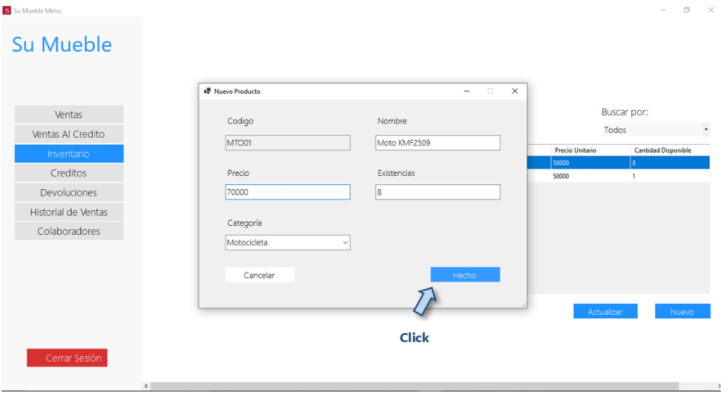 Su Mueble Menu
Su Mueble
Ventas
Ventas Al Credito
Inventario
Creditos
Devoluciones
Historial de Ventas
Colaboradores
Cerrar Sesión
Nuevo Producto
Codigo
Nombre
MTO01
Moto KMF2509
Precio
Existencias
70000
8
Categoría
Motocicleta
Cancelar
Hecho
Click
Buscar por:
Todos
Precio Unitario
Cantidad Disponible
50000
8
50000
1
Actualizar
Nuevo